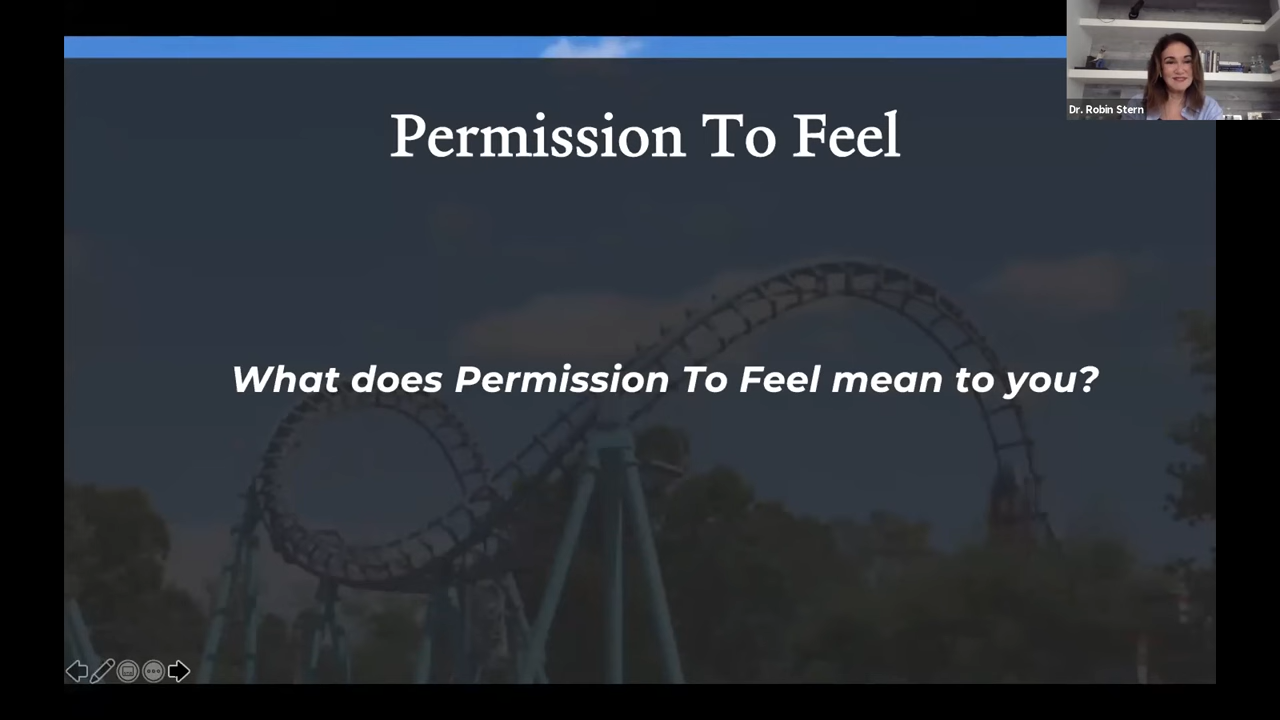 Permission To Feel
Dr. Robin Stern
What does Permission To Feel mean to you?